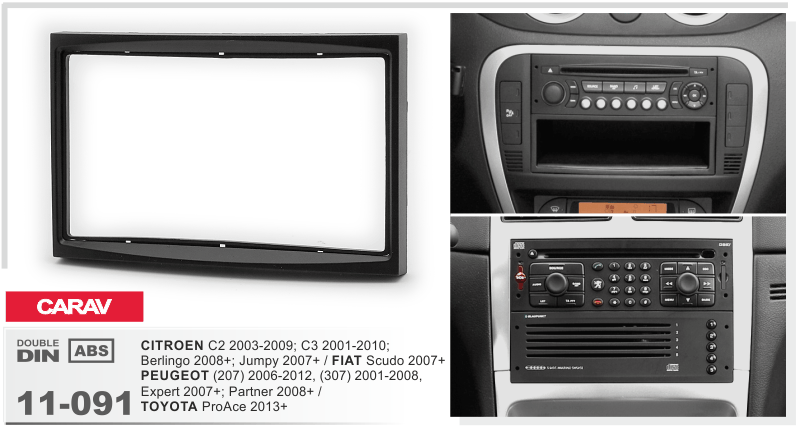 CARAV
DOUBLE
DIN
ABS
11-091
CITROEN C2 2003-2009; C3 2001-2010;
Berlingo 2008+; Jumpy 2007+ / FIAT Scudo 2007+
PEUGEOT (207) 2006-2012, (307) 2001-2008,
Expert 2007+; Partner 2008+ /
TOYOTA ProAce 2013+
BLAUPUNKT